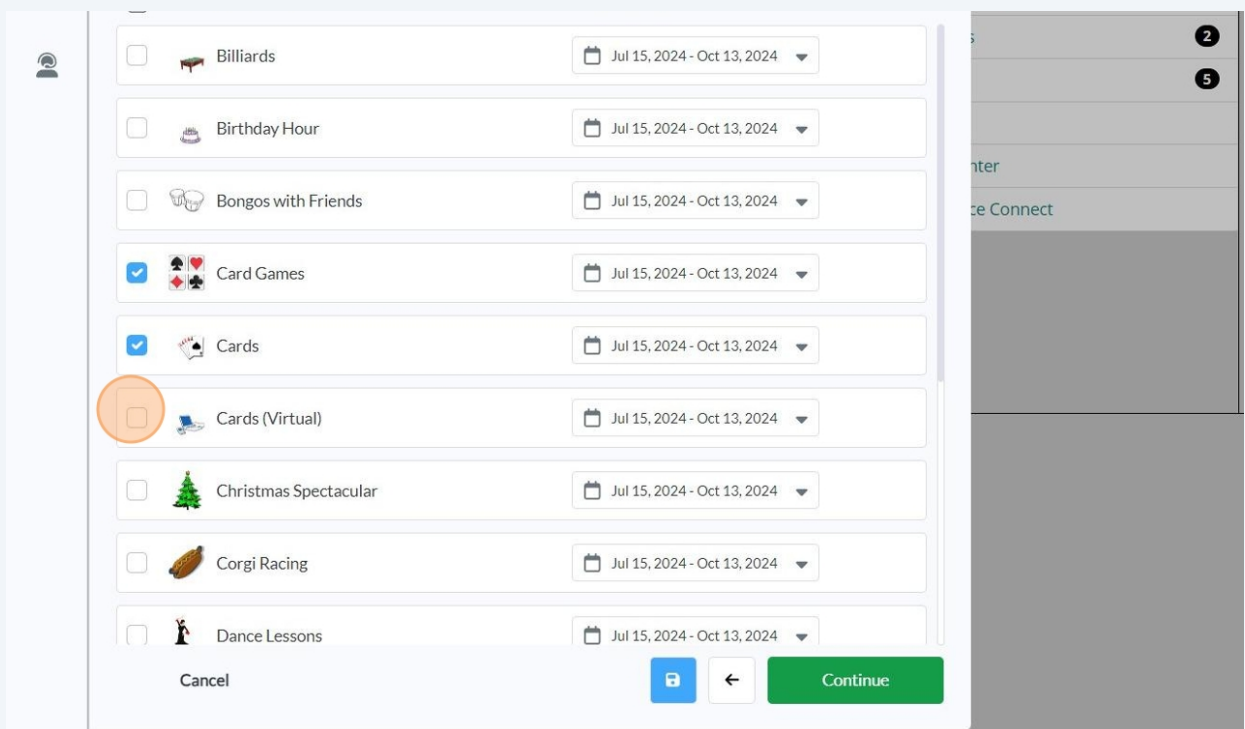 s 2
Billiards Jul 15, 2024 - Oct 13, 2024
5
Birthday Hour Jul 15, 2024 - Oct 13, 2024
nter
Bongos with Friends Jul 15, 2024 - Oct 13, 2024
ce Connect
Card Games Jul 15, 2024 - Oct 13, 2024
Cards Jul 15, 2024 - Oct 13, 2024
Cards (Virtual) Jul 15, 2024 - Oct 13, 2024
Christmas Spectacular Jul 15, 2024 - Oct 13, 2024
Corgi Racing Jul 15, 2024 - Oct 13, 2024
Dance Lessons Jul 15, 2024 - Oct 13, 2024
Cancel Continue